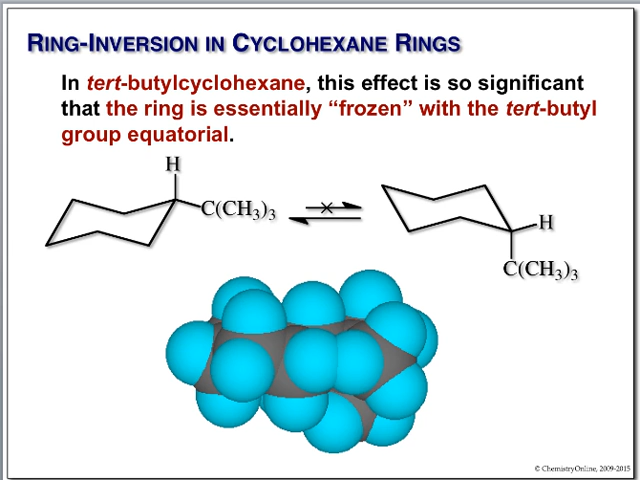 RING-INVERSION IN CYCLOHEXANE RINGS
In tert-butylcyclohexane, this effect is so significant
that the ring is essentially “frozen” with the tert-butyl
group equatorial.
H
C(CH3)3
H
C(CH3)3
© ChemistryOnline, 2009-2015